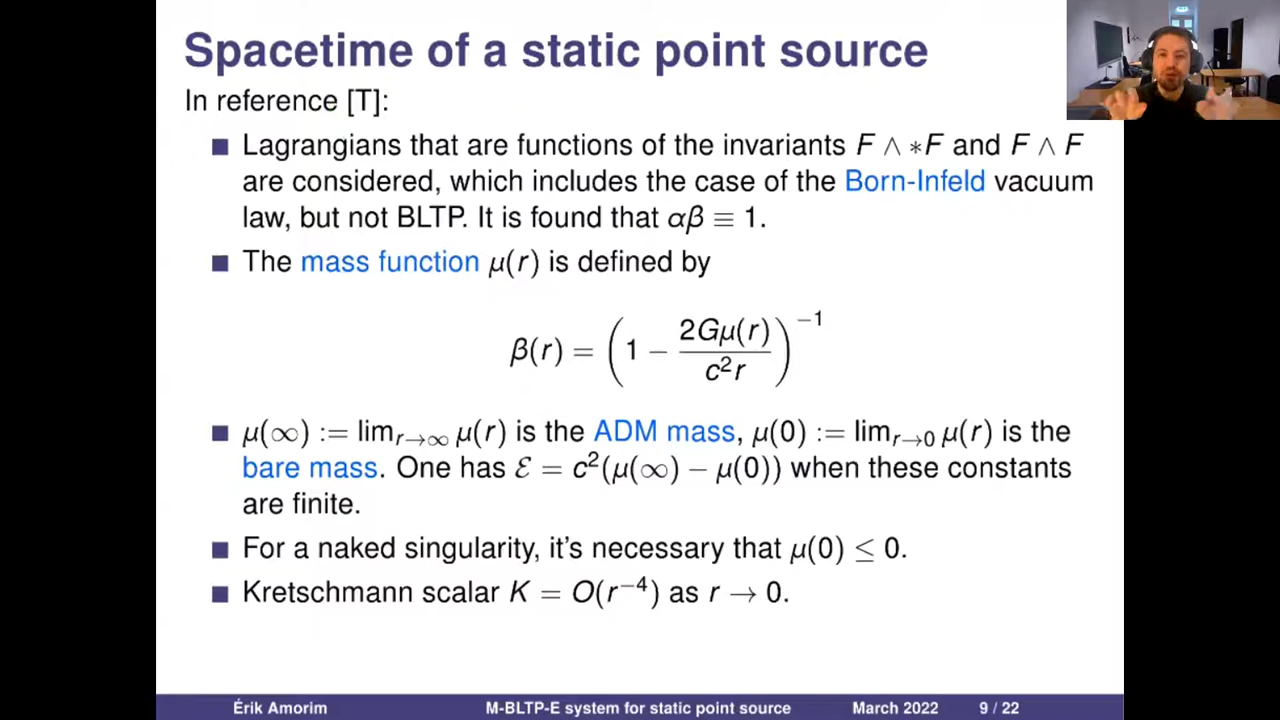 Spacetime of a static point source
In reference [T]:
Lagrangians that are functions of the invariants F ∧ ∗F and F ∧ F
are considered, which includes the case of the Born-Infeld vacuum
law, but not BLTP. It is found that αβ ≡ 1.
The mass function μ(r) is defined by
β(r) = (1 − 2Gμ(r) / c²r)⁻¹
μ(∞) := lim_{r→∞} μ(r) is the ADM mass, μ(0) := lim_{r→0} μ(r) is the
bare mass. One has ℰ = c²(μ(∞) − μ(0)) when these constants
are finite.
For a naked singularity, it's necessary that μ(0) ≤ 0.
Kretschmann scalar K = O(r⁻⁴) as r → 0.
Érik Amorim M-BLTP-E system for static point source March 2022 9 / 22